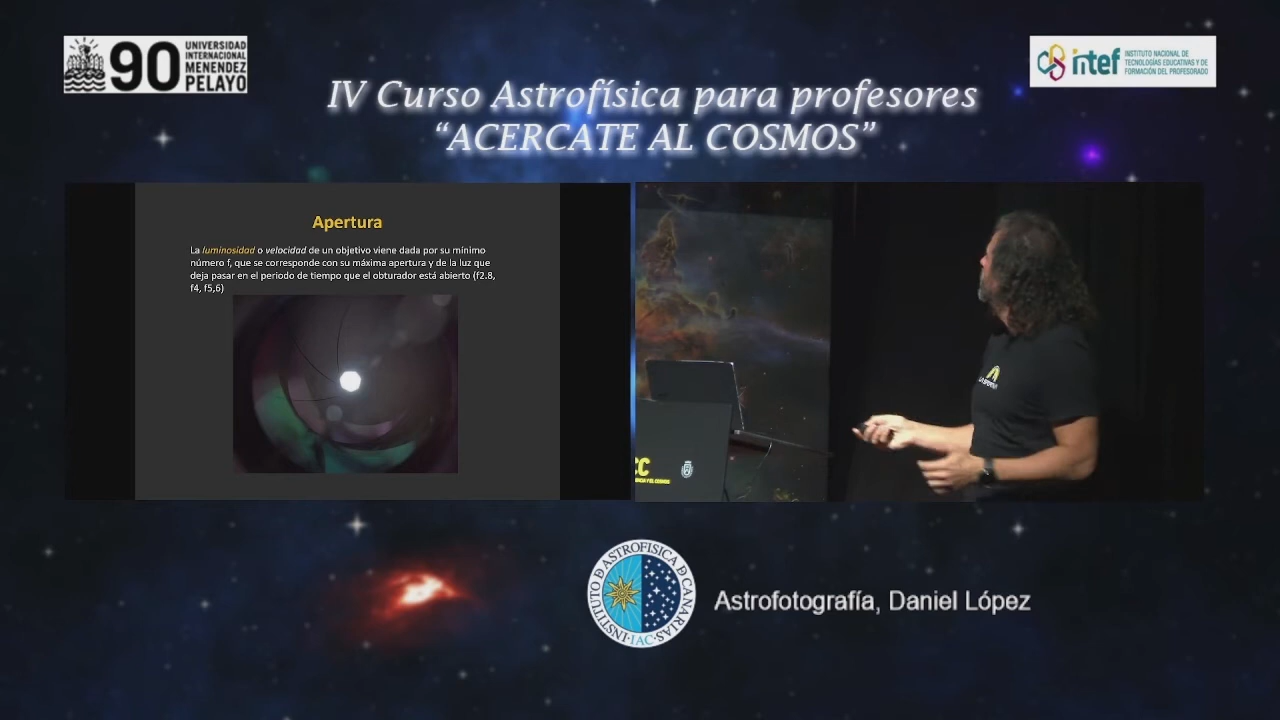 90
UNIVERSIDAD
INTERNACIONAL
MENENDEZ
PELAYO
intef
INSTITUTO NACIONAL DE
TECNOLOGÍAS EDUCATIVAS Y DE
FORMACIÓN DEL PROFESORADO
IV Curso Astrofísica para profesores
“ACERCATE AL COSMOS”
Apertura
La luminosidad o velocidad de un objetivo viene dada por su mínimo
número f, que se corresponde con su máxima apertura y de la luz que
deja pasar en el periodo de tiempo que el obturador está abierto (f2.8,
f4, f5,6)
INSTITUTO D ASTROFISICA D CANARIAS
·IAC·
Astrofotografía, Daniel López